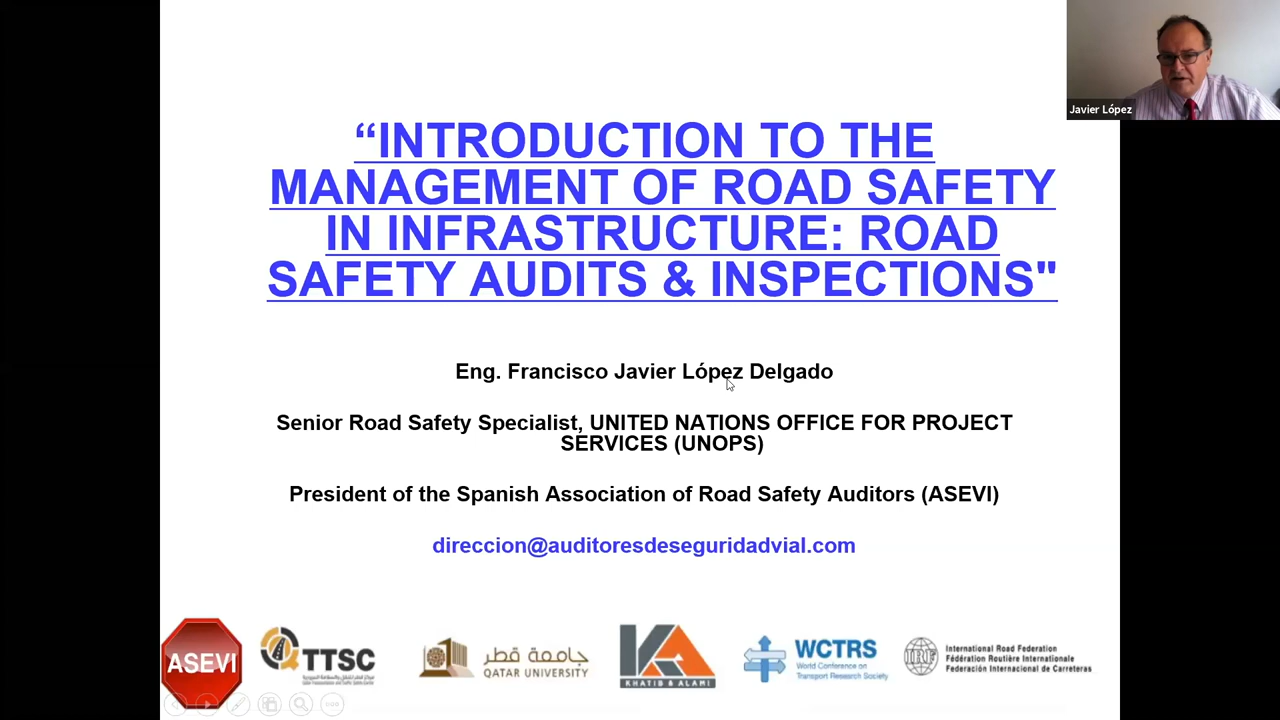 Javier López
“INTRODUCTION TO THE
MANAGEMENT OF ROAD SAFETY
IN INFRASTRUCTURE: ROAD
SAFETY AUDITS & INSPECTIONS"
Eng. Francisco Javier López Delgado
Senior Road Safety Specialist, UNITED NATIONS OFFICE FOR PROJECT
SERVICES (UNOPS)
President of the Spanish Association of Road Safety Auditors (ASEVI)
direccion@auditoresdeseguridadvial.com
ASEVI
QTTSC
جامعة قطر
QATAR UNIVERSITY
KHATIB & ALAMI
WCTRS
World Conference on
Transport Research Society
IRF
International Road Federation
Fédération Routière Internationale
Federacion Internacional de Carreteras